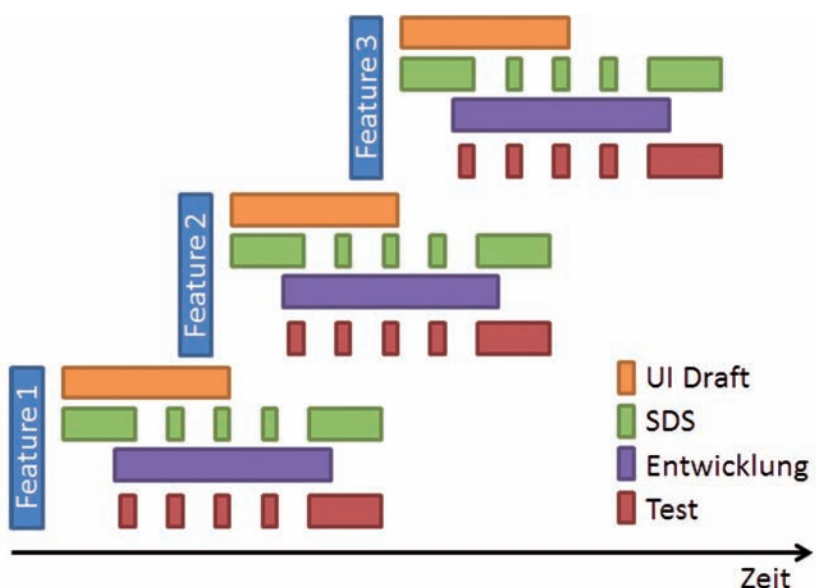 Feature 3
Feature 2
Feature 1
UI Draft
SDS
Entwicklung
Test
Zeit